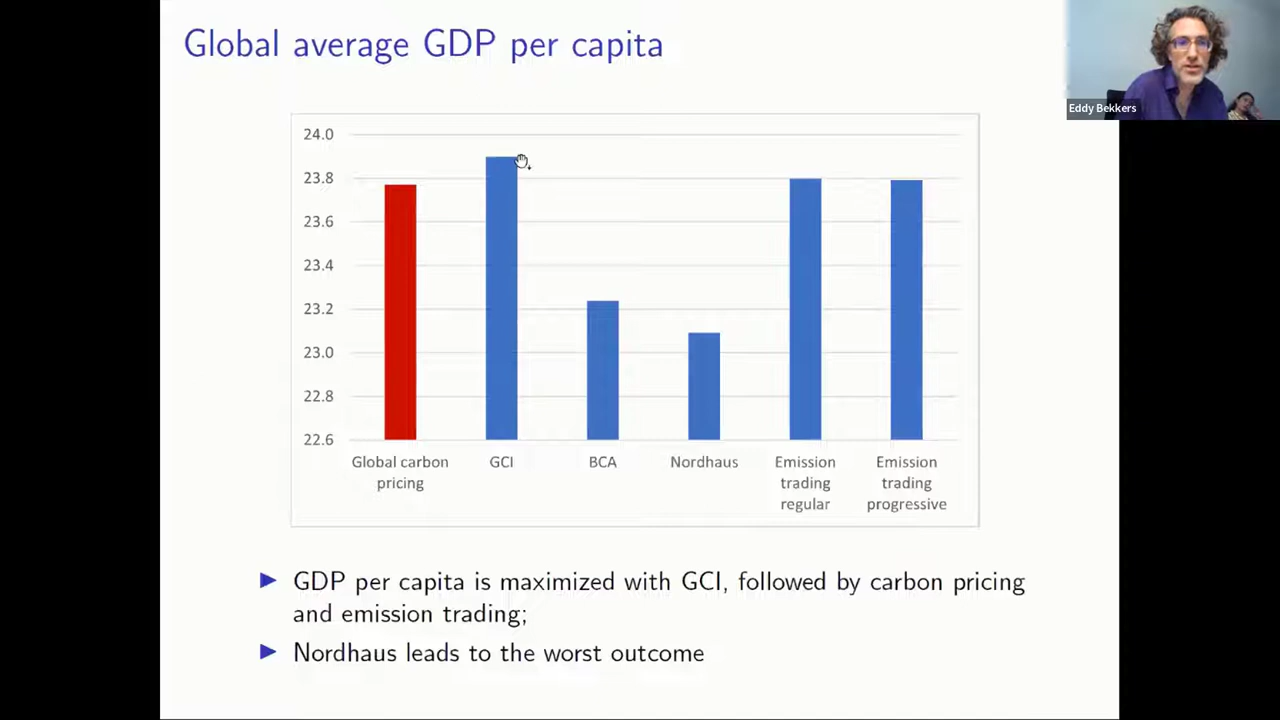 Global average GDP per capita
Eddy Bekkers
24.0
23.8
23.6
23.4
23.2
23.0
22.8
22.6
Global carbon
pricing
GCI
BCA
Nordhaus
Emission
trading
regular
Emission
trading
progressive
▶ GDP per capita is maximized with GCI, followed by carbon pricing
and emission trading;
▶ Nordhaus leads to the worst outcome